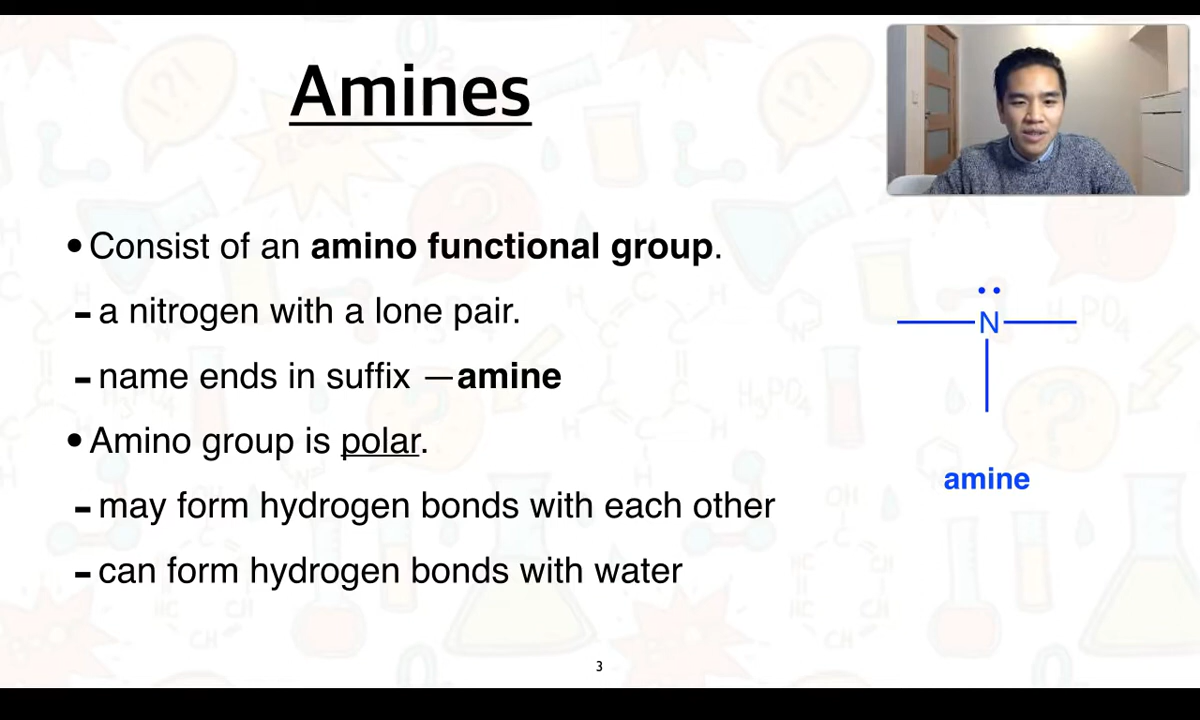 Amines
• Consist of an amino functional group.
- a nitrogen with a lone pair.
- name ends in suffix —amine
• Amino group is polar.
- may form hydrogen bonds with each other
- can form hydrogen bonds with water
N
amine
3
H₃PO₄